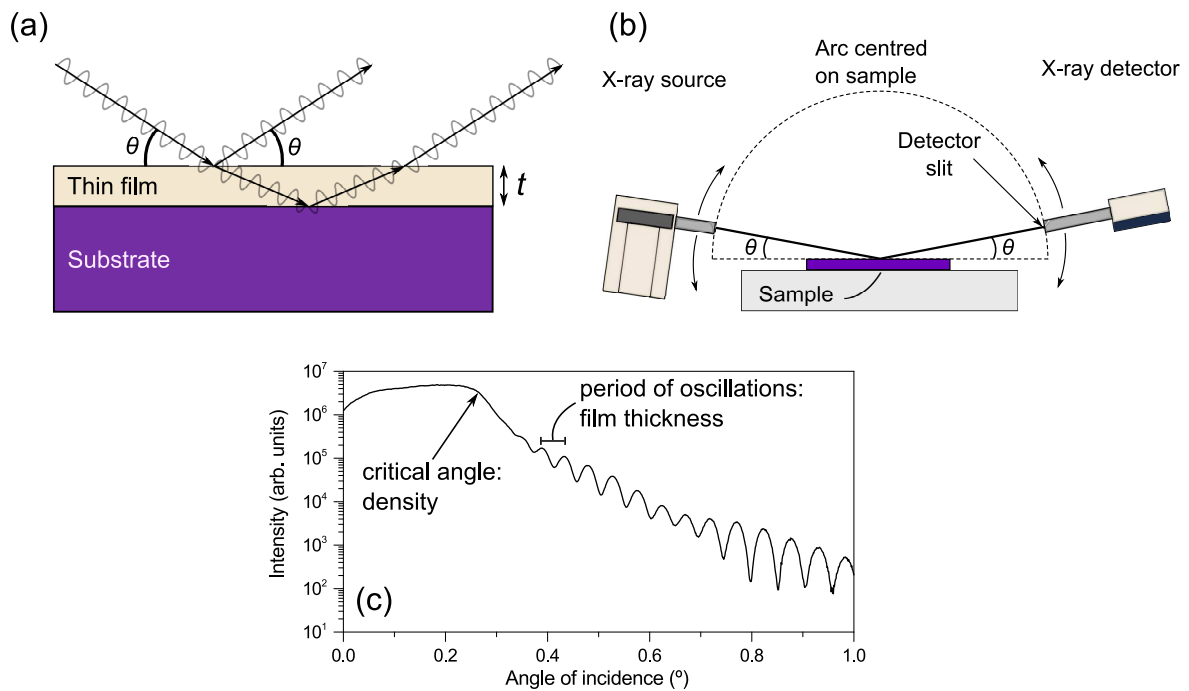 (a)
θ
θ
Thin film
t
Substrate
(b)
Arc centred
on sample
X-ray source
X-ray detector
Detector
slit
θ
θ
Sample
10⁷
10⁶
10⁵
10⁴
10³
10²
10¹
Intensity (arb. units)
period of oscillations:
film thickness
critical angle:
density
(c)
0.0 0.2 0.4 0.6 0.8 1.0
Angle of incidence (º)